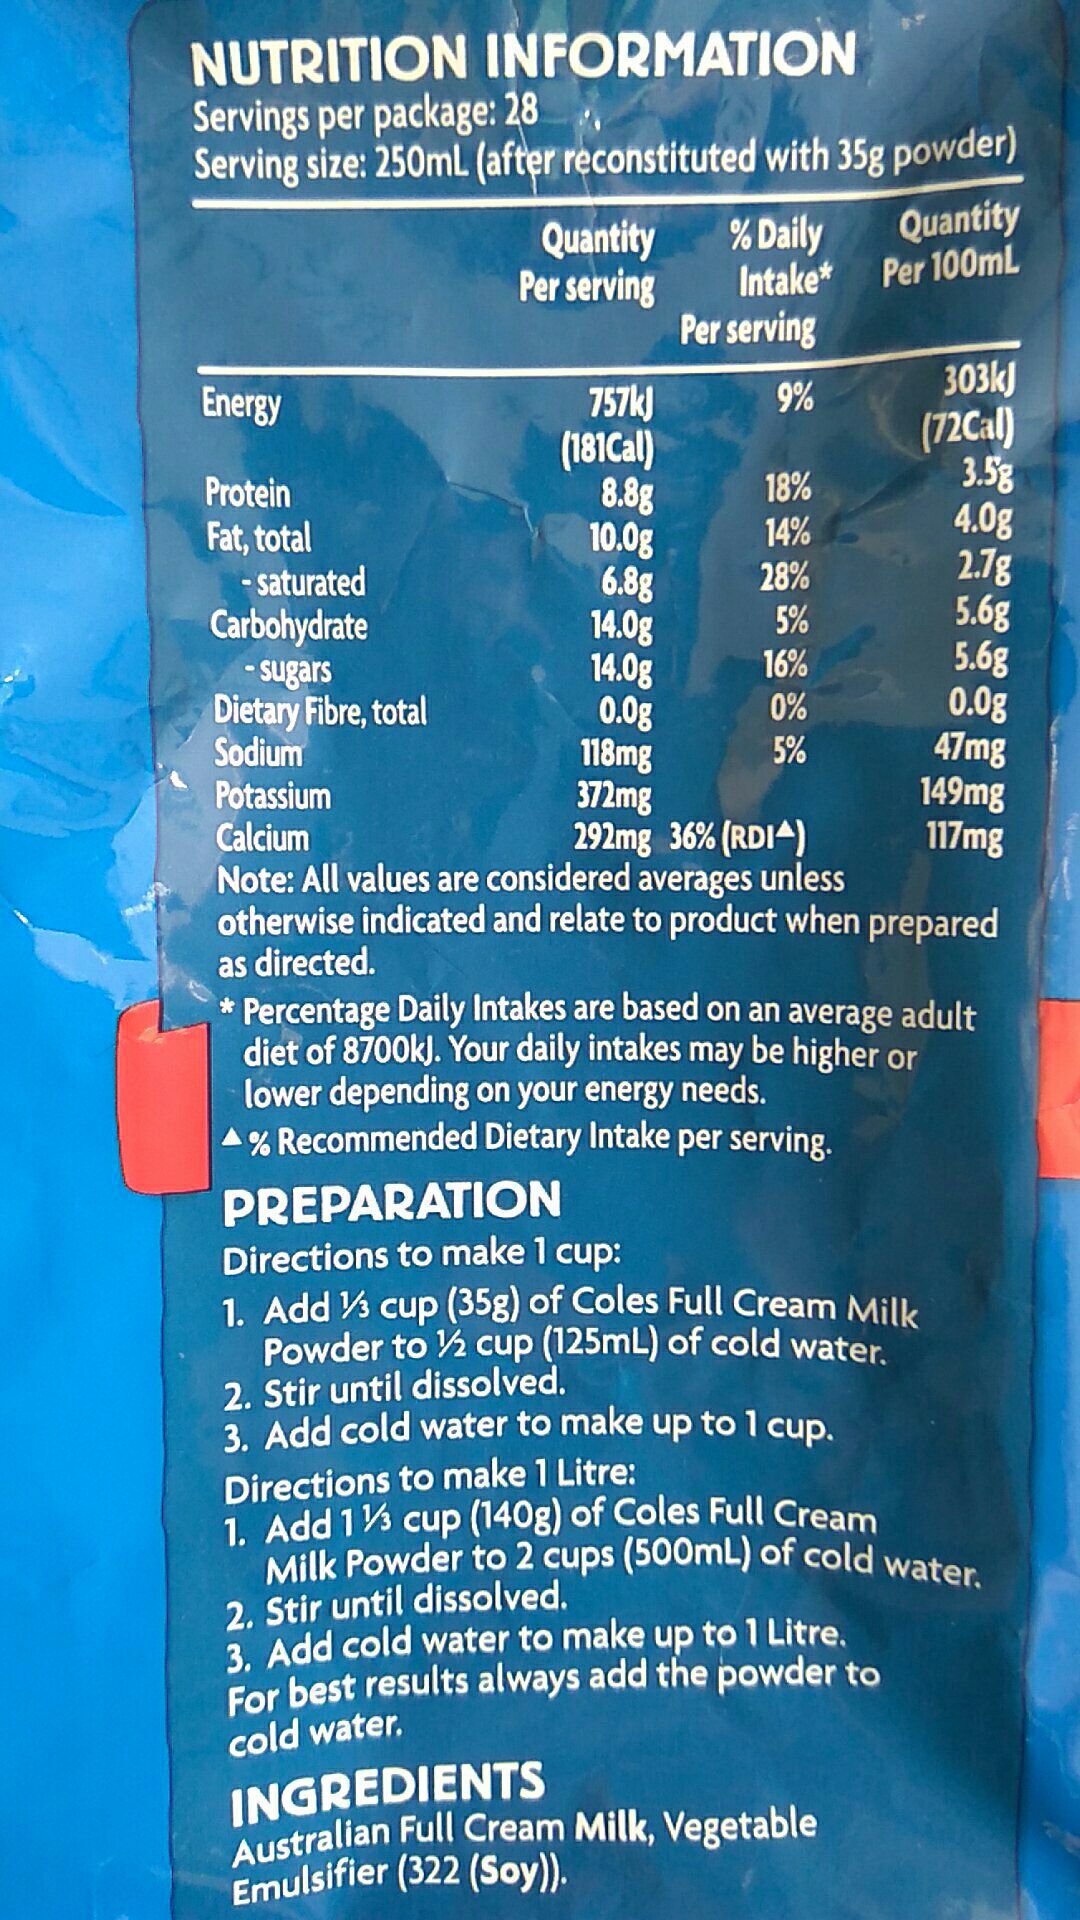 NUTRITION INFORMATION
Servings per package: 28
Serving size: 250mL (after reconstituted with 35g powder)
Quantity Per serving % Daily Intake* Per serving Quantity Per 100mL
Energy 757kJ 9% 303kJ
(181Cal) (72Cal)
Protein 8.8g 18% 3.5g
Fat, total 10.0g 14% 4.0g
- saturated 6.8g 28% 2.7g
Carbohydrate 14.0g 5% 5.6g
- sugars 14.0g 16% 5.6g
Dietary Fibre, total 0.0g 0% 0.0g
Sodium 118mg 5% 47mg
Potassium 372mg 149mg
Calcium 292mg 36% (RDI▲) 117mg
Note: All values are considered averages unless
otherwise indicated and relate to product when prepared
as directed.
* Percentage Daily Intakes are based on an average adult
diet of 8700kJ. Your daily intakes may be higher or
lower depending on your energy needs.
▲% Recommended Dietary Intake per serving.
PREPARATION
Directions to make 1 cup:
1. Add ⅓ cup (35g) of Coles Full Cream Milk
Powder to ½ cup (125mL) of cold water.
2. Stir until dissolved.
3. Add cold water to make up to 1 cup.
Directions to make 1 Litre:
1. Add 1 ⅓ cup (140g) of Coles Full Cream
Milk Powder to 2 cups (500mL) of cold water.
2. Stir until dissolved.
3. Add cold water to make up to 1 Litre.
For best results always add the powder to
cold water.
INGREDIENTS
Australian Full Cream Milk, Vegetable
Emulsifier (322 (Soy)).